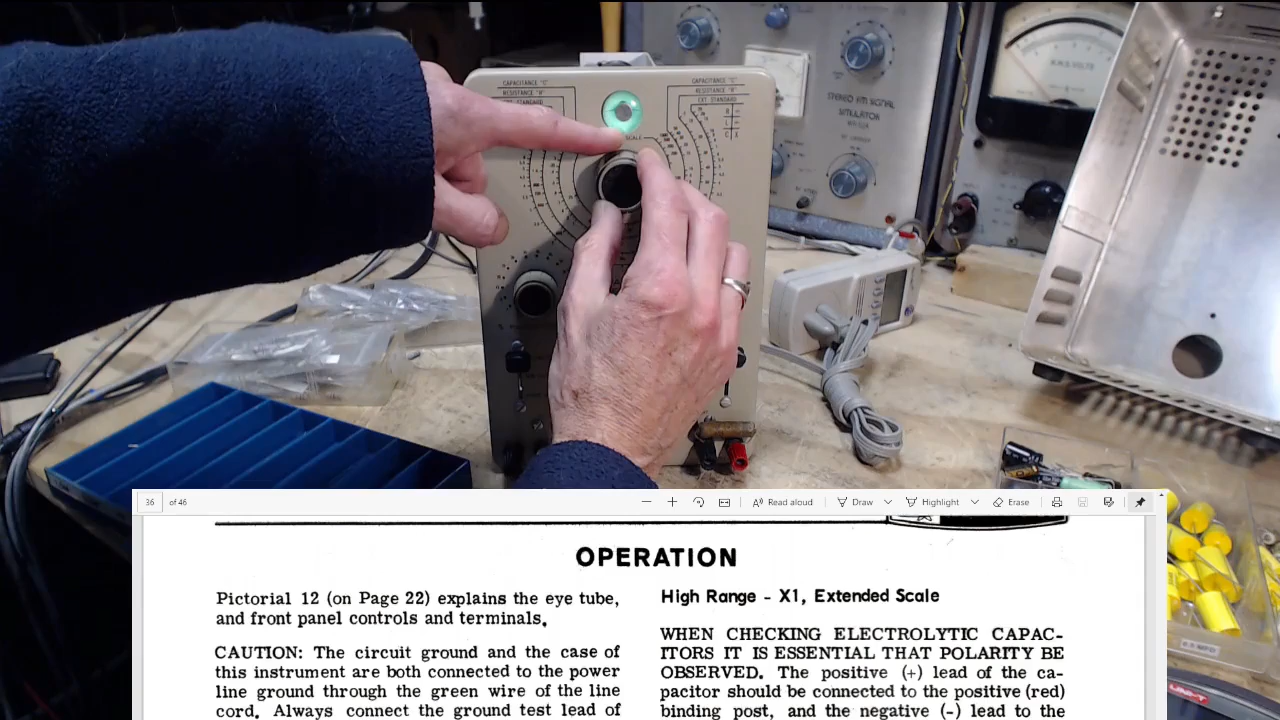 CAPACITANCE "C"
RESISTANCE "R"
EXT STANDARD
SCALE
CAPACITANCE "C"
RESISTANCE "R"
EXT STANDARD
R.M.S. VOLTS
STEREO FM SIGNAL
SIMULATOR
36 of 46
Read aloud
Draw
Highlight
Erase
OPERATION
Pictorial 12 (on Page 22) explains the eye tube,
and front panel controls and terminals.
CAUTION: The circuit ground and the case of
this instrument are both connected to the power
line ground through the green wire of the line
cord. Always connect the ground test lead of
High Range - X1, Extended Scale
WHEN CHECKING ELECTROLYTIC CAPAC-
ITORS IT IS ESSENTIAL THAT POLARITY BE
OBSERVED. The positive (+) lead of the ca-
pacitor should be connected to the positive (red)
binding post, and the negative (-) lead to the
UNI-T